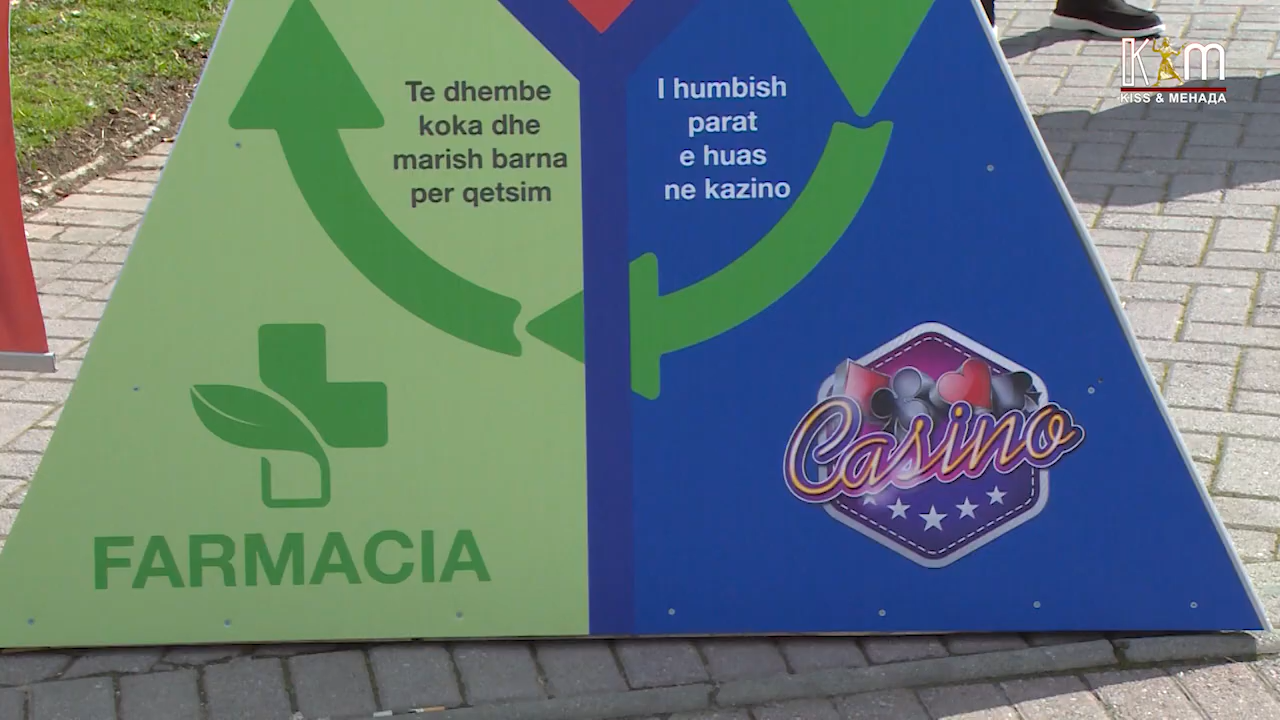 Te dhembe
koka dhe
marish barna
per qetsim
I humbish
parat
e huas
ne kazino
FARMACIA
Casino
K m
KISS & МЕНАДА